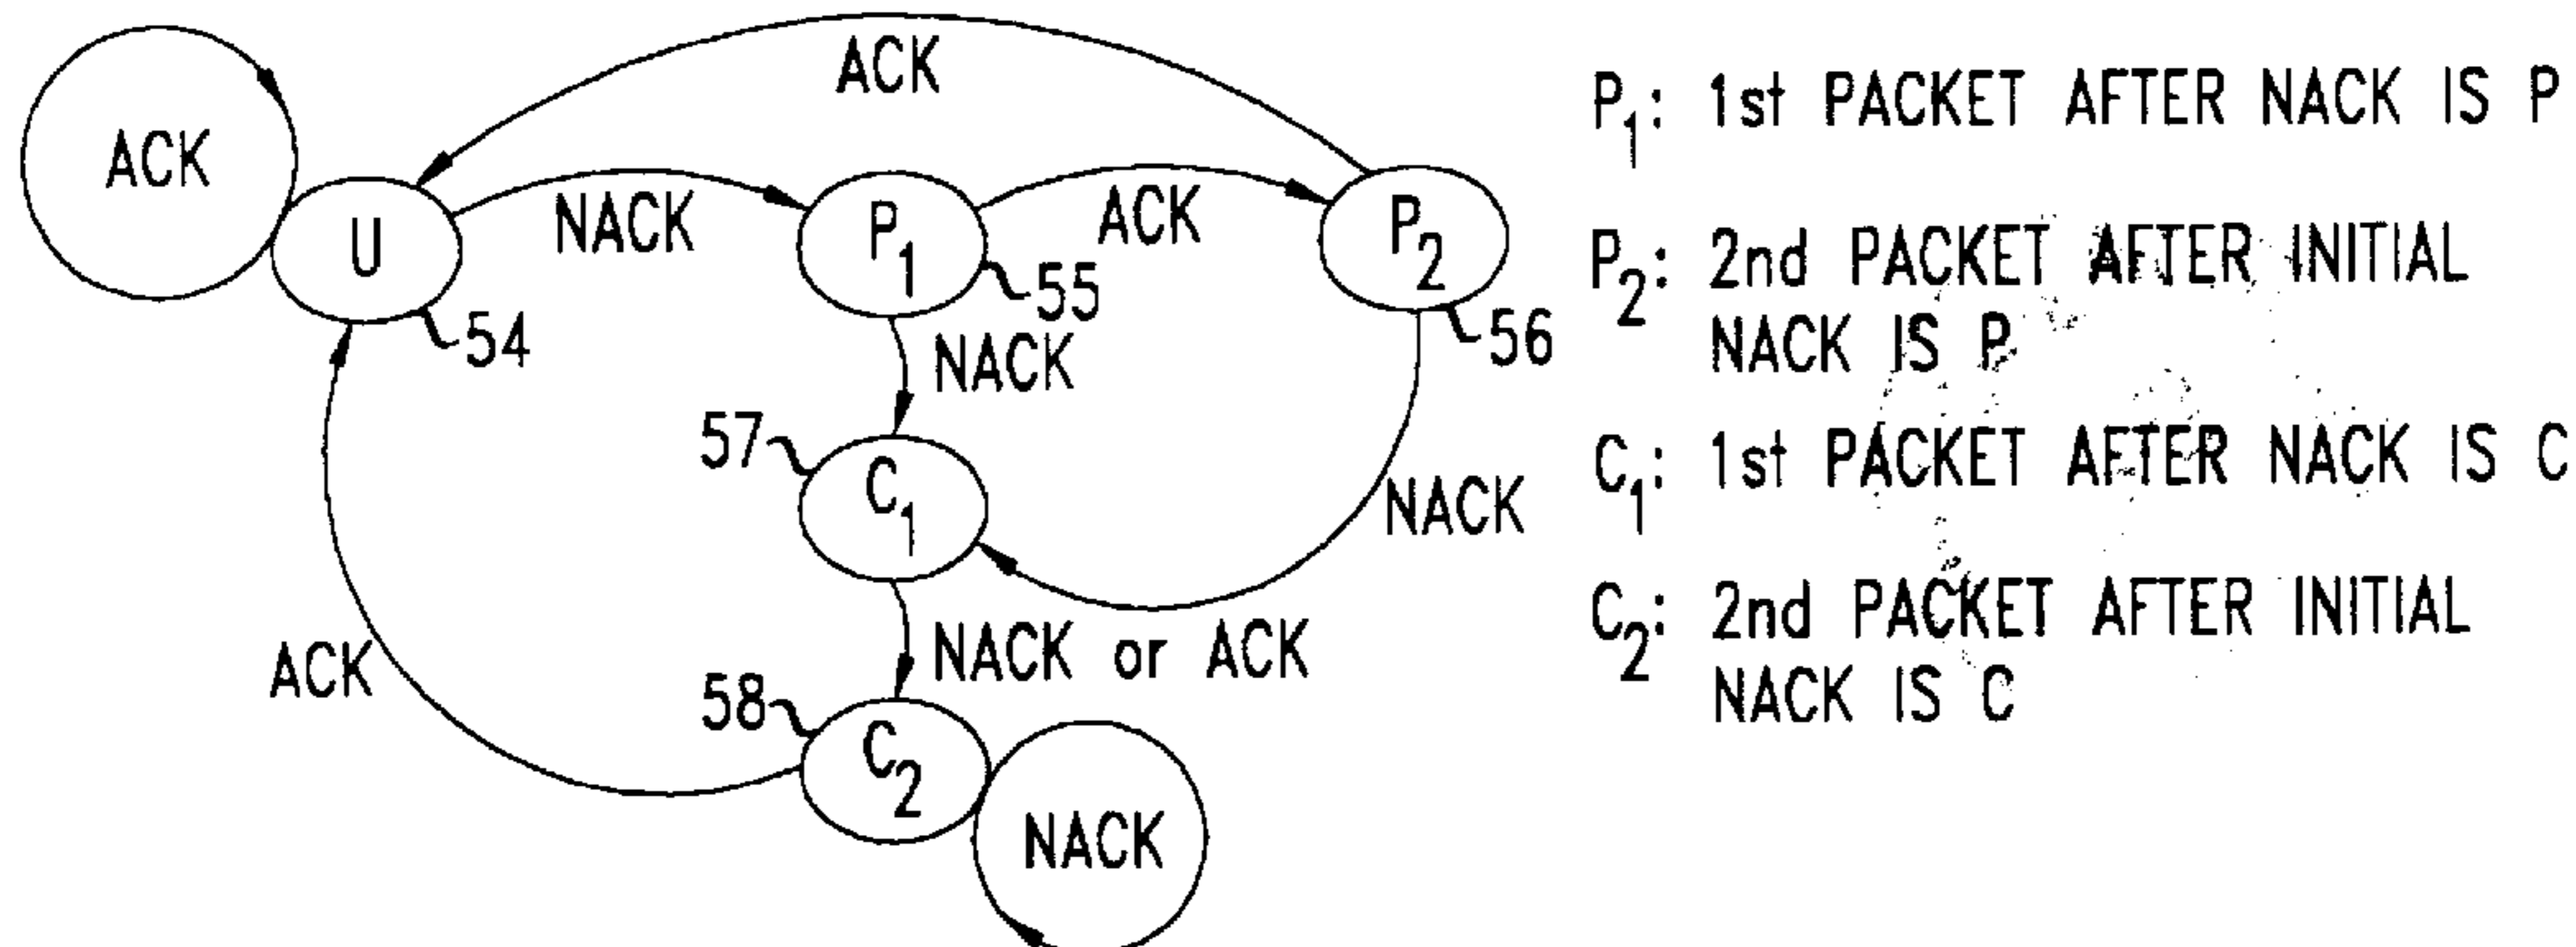 ACK
ACK
U
NACK
P1
ACK
P2
54
55
56
NACK
57
C1
NACK
NACK or ACK
ACK
58
C2
NACK
P1: 1st PACKET AFTER NACK IS P
P2: 2nd PACKET AFTER INITIAL
NACK IS P
C1: 1st PACKET AFTER NACK IS C
C2: 2nd PACKET AFTER INITIAL
NACK IS C